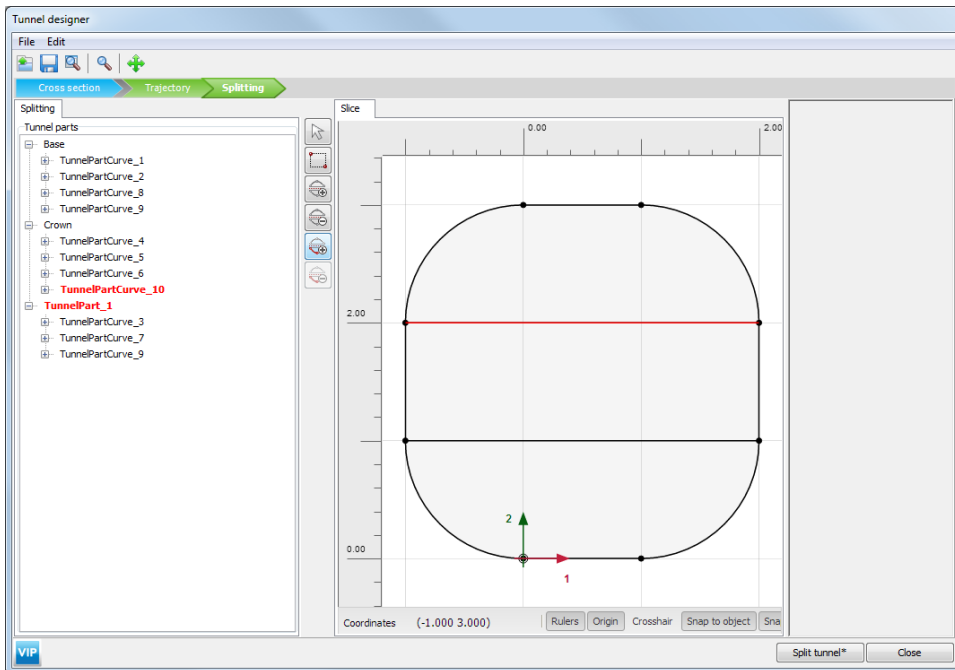 Tunnel designer
File Edit
Cross section Trajectory Splitting
Splitting
Tunnel parts
Base
TunnelPartCurve_1
TunnelPartCurve_2
TunnelPartCurve_8
TunnelPartCurve_9
Crown
TunnelPartCurve_4
TunnelPartCurve_5
TunnelPartCurve_6
TunnelPartCurve_10
TunnelPart_1
TunnelPartCurve_3
TunnelPartCurve_7
TunnelPartCurve_9
Slice
0.00 2.00
2.00
0.00
2
1
Coordinates (-1.000 3.000) Rulers Origin Crosshair Snap to object Sna
VIP Split tunnel* Close